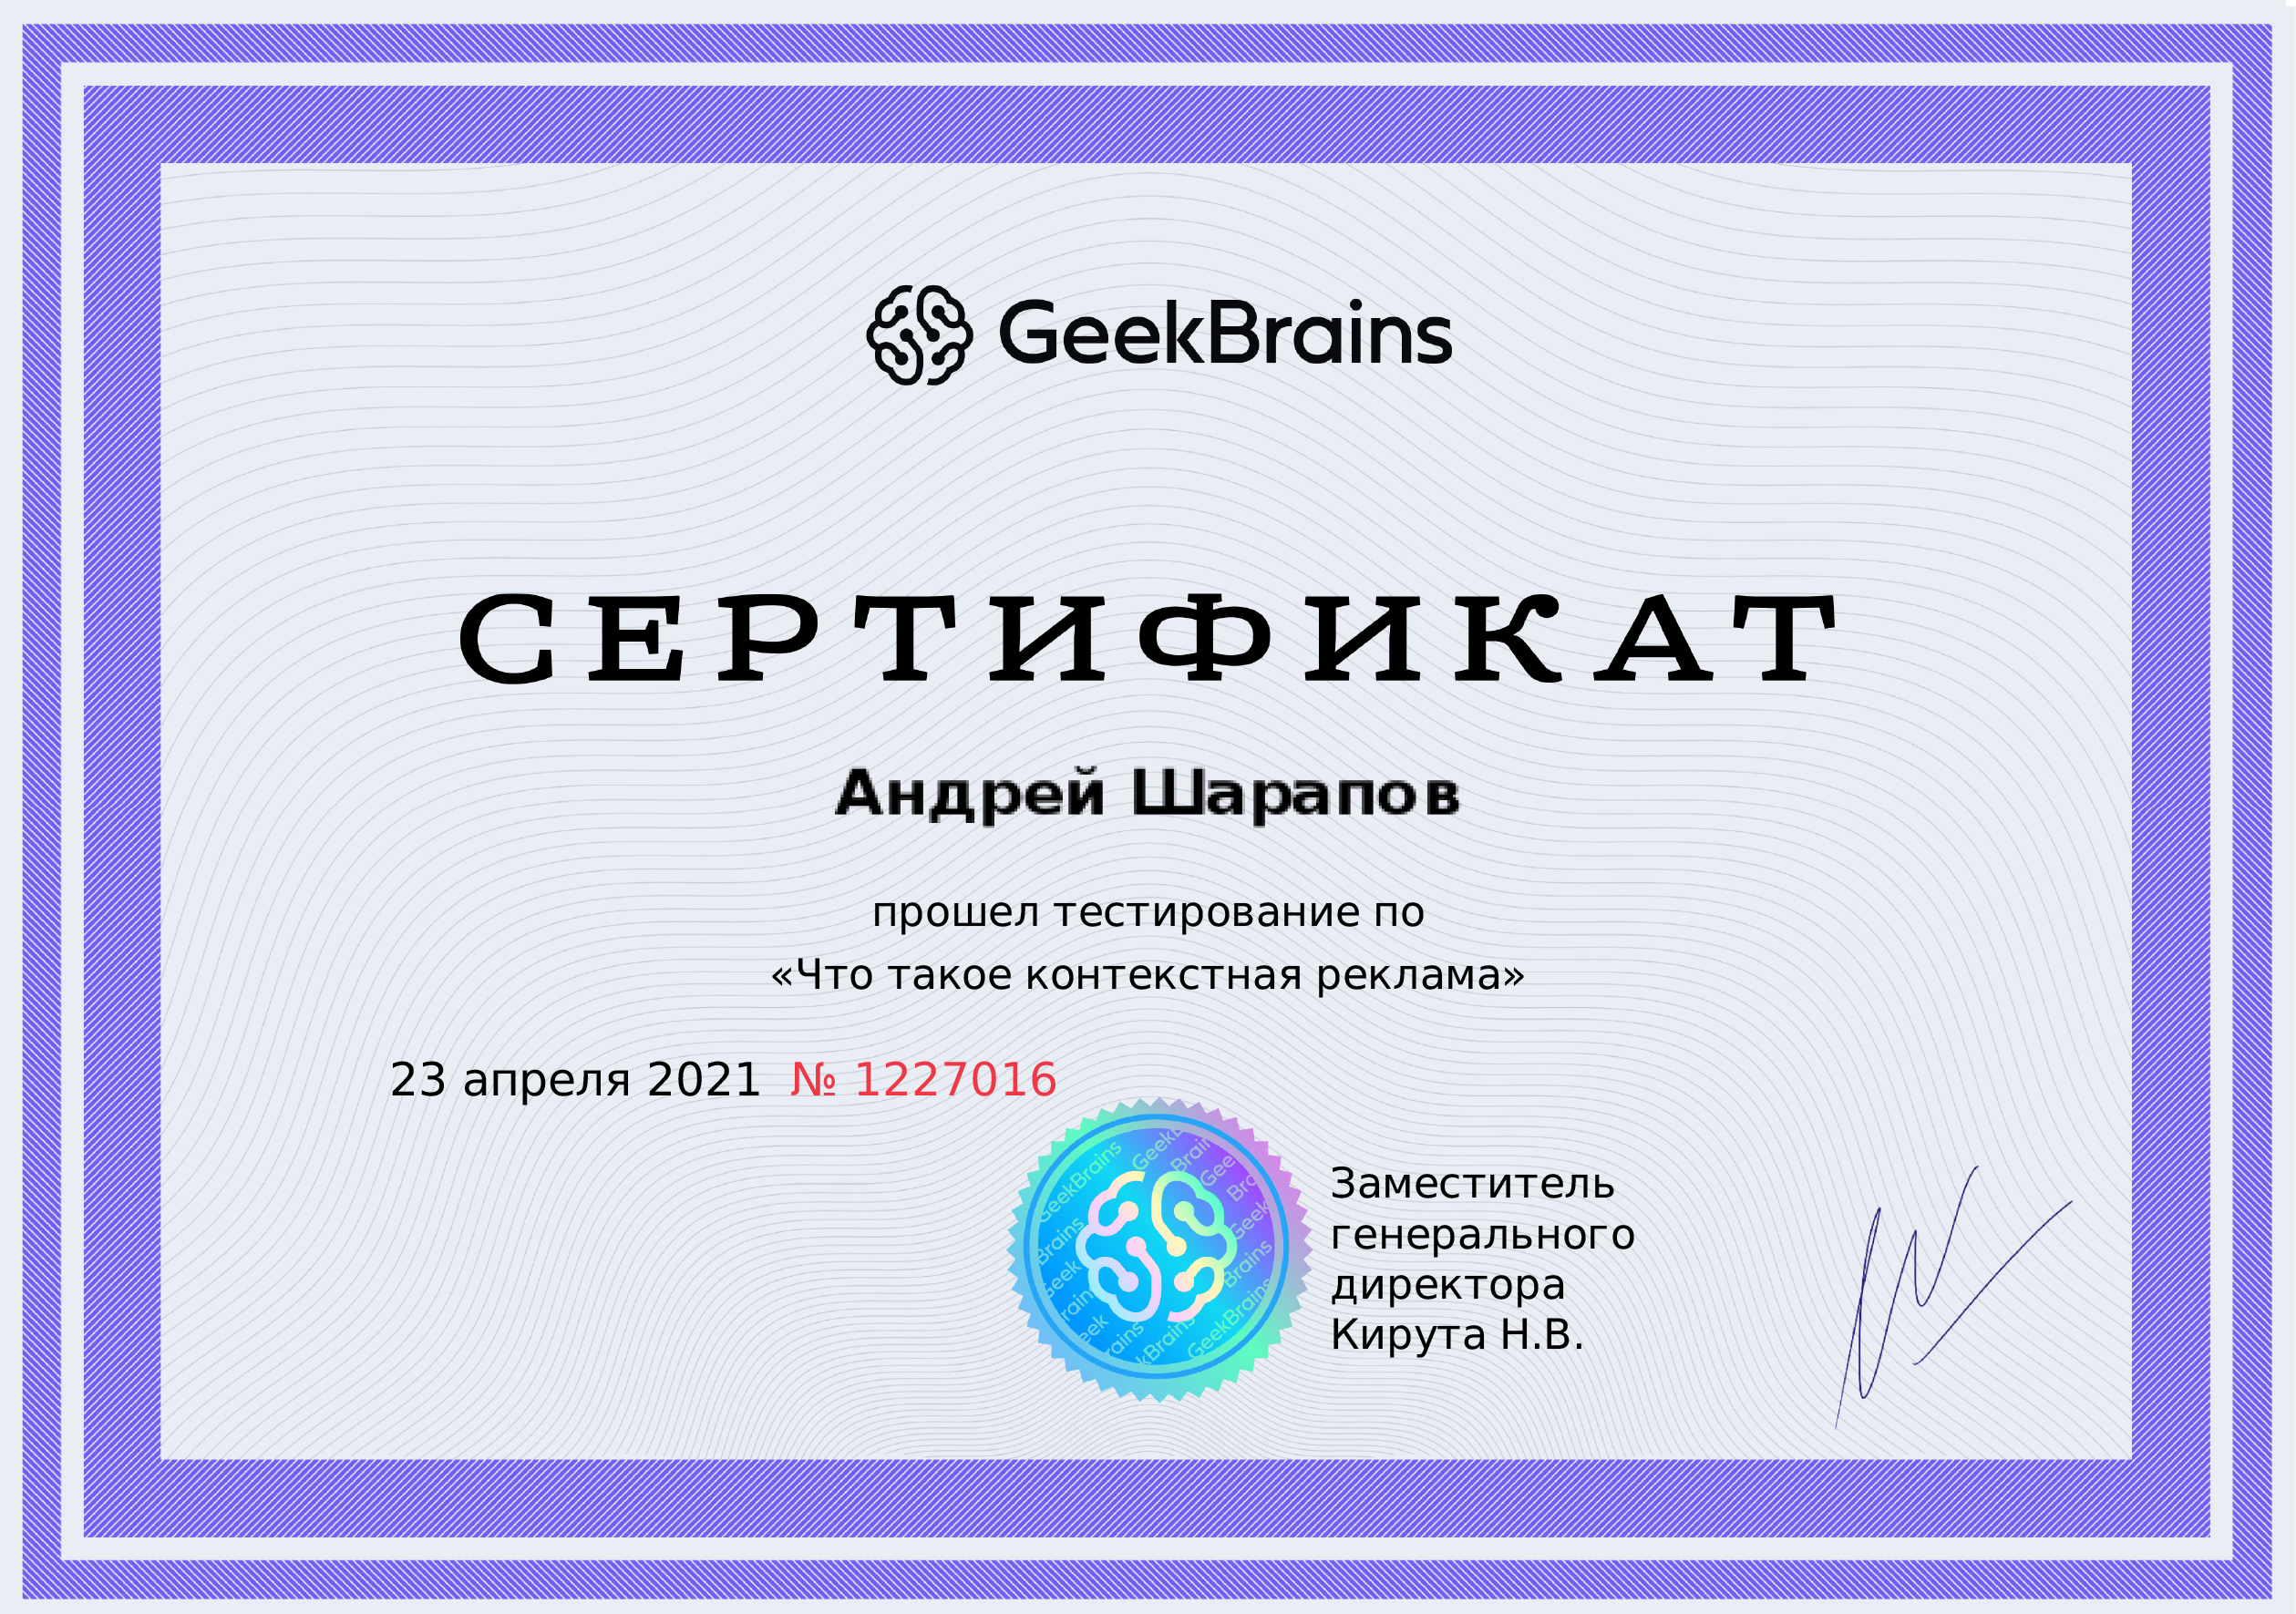 GeekBrains
СЕРТИФИКАТ
Андрей Шарапов
прошел тестирование по
«Что такое контекстная реклама»
23 апреля 2021 № 1227016
Заместитель
генерального
директора
Кирута Н.В.